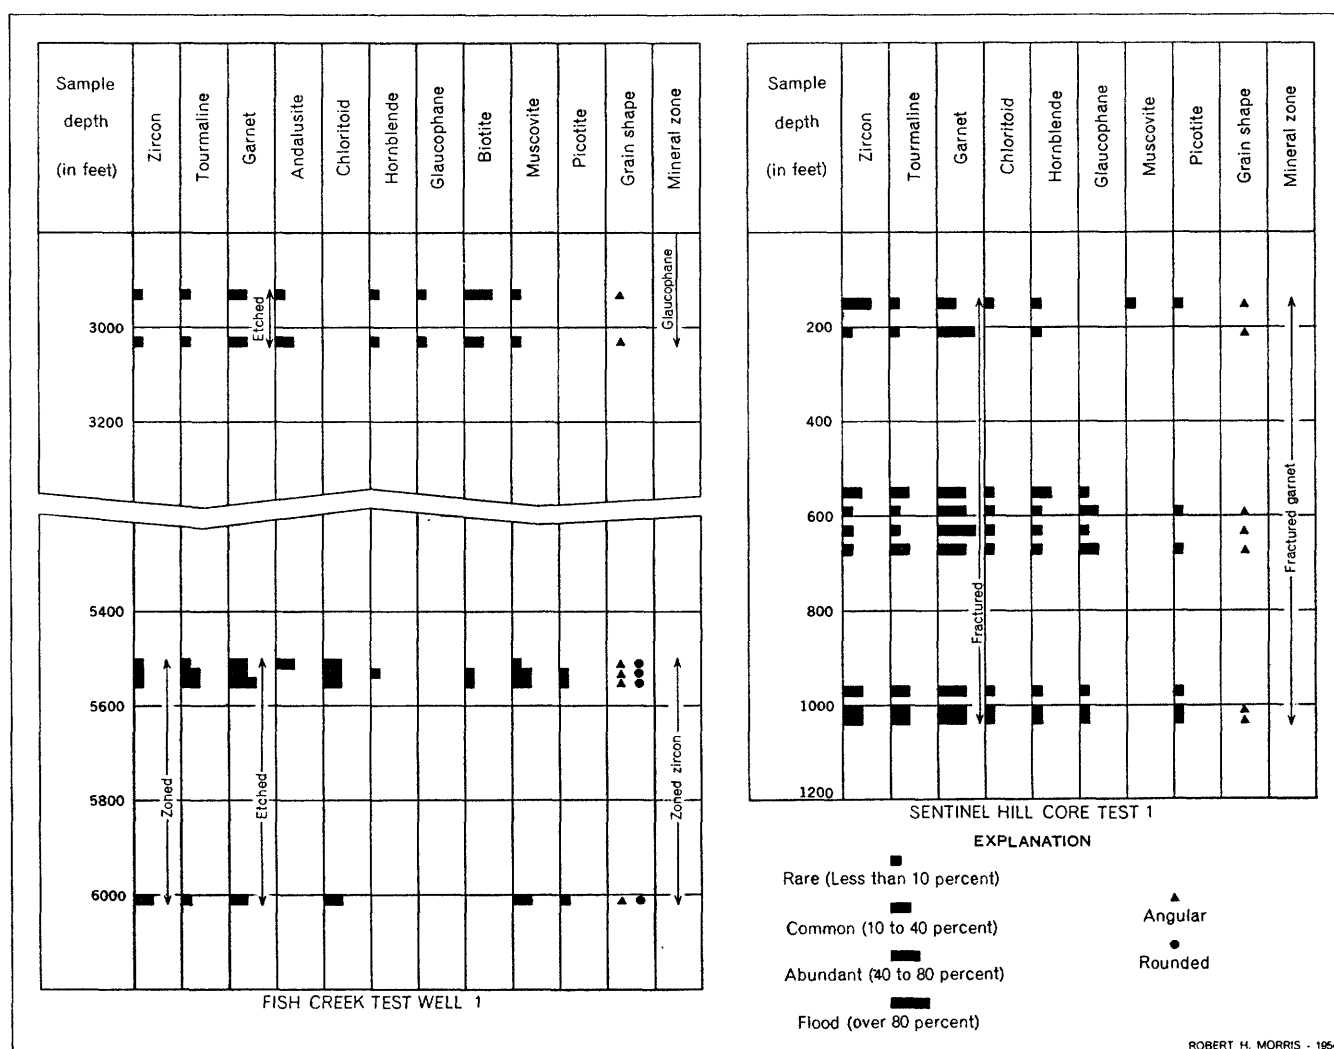 Sample
depth
(in feet)
Zircon
Tourmaline
Garnet
Andalusite
Chloritoid
Hornblende
Glaucophane
Biotite
Muscovite
Picotite
Grain shape
Mineral zone
3000
3200
5400
5600
5800
6000
Etched
Glaucophane
Zoned
Etched
Zoned zircon
FISH CREEK TEST WELL 1
Sample
depth
(in feet)
Zircon
Tourmaline
Garnet
Chloritoid
Hornblende
Glaucophane
Muscovite
Picotite
Grain shape
Mineral zone
200
400
600
800
1000
1200
Fractured
Fractured garnet
SENTINEL HILL CORE TEST 1
EXPLANATION
Rare (Less than 10 percent)
Common (10 to 40 percent)
Abundant (40 to 80 percent)
Flood (over 80 percent)
Angular
Rounded
ROBERT H. MORRIS - 1954